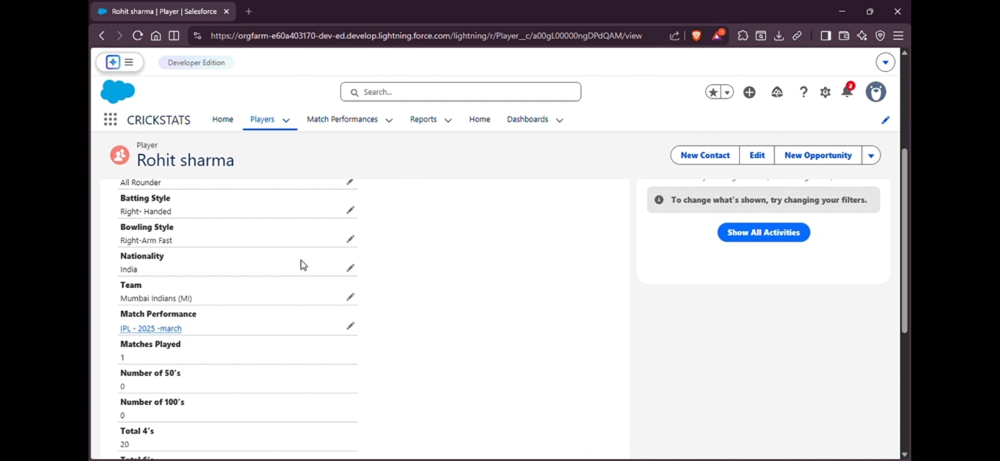 Rohit sharma | Player | Salesforce
https://orgfarm-e60a403170-dev-ed.develop.lightning.force.com/lightning/r/Player__c/a00gL00000ngDPdQAM/view
1
Developer Edition
Search...
2
CRICKSTATS
Home
Players
Match Performances
Reports
Home
Dashboards
Player
Rohit sharma
New Contact
Edit
New Opportunity
All Rounder
Batting Style
Right- Handed
Bowling Style
Right-Arm Fast
Nationality
India
Team
Mumbai Indians (MI)
Match Performance
IPL - 2025 -march
Matches Played
1
Number of 50's
0
Number of 100's
0
Total 4's
20
Total 6's
To change what's shown, try changing your filters.
Show All Activities